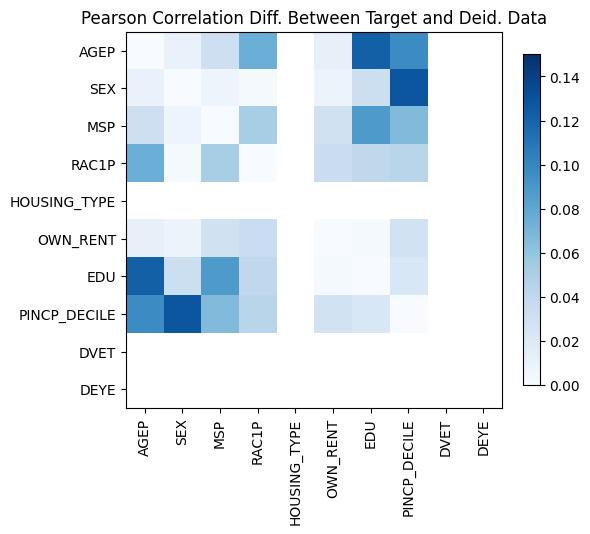 Pearson Correlation Diff. Between Target and Deid. Data
AGEP
SEX
MSP
RAC1P
HOUSING_TYPE
OWN_RENT
EDU
PINCP_DECILE
DVET
DEYE
AGEP
SEX
MSP
RAC1P
HOUSING_TYPE
OWN_RENT
EDU
PINCP_DECILE
DVET
DEYE
0.14
0.12
0.10
0.08
0.06
0.04
0.02
0.00